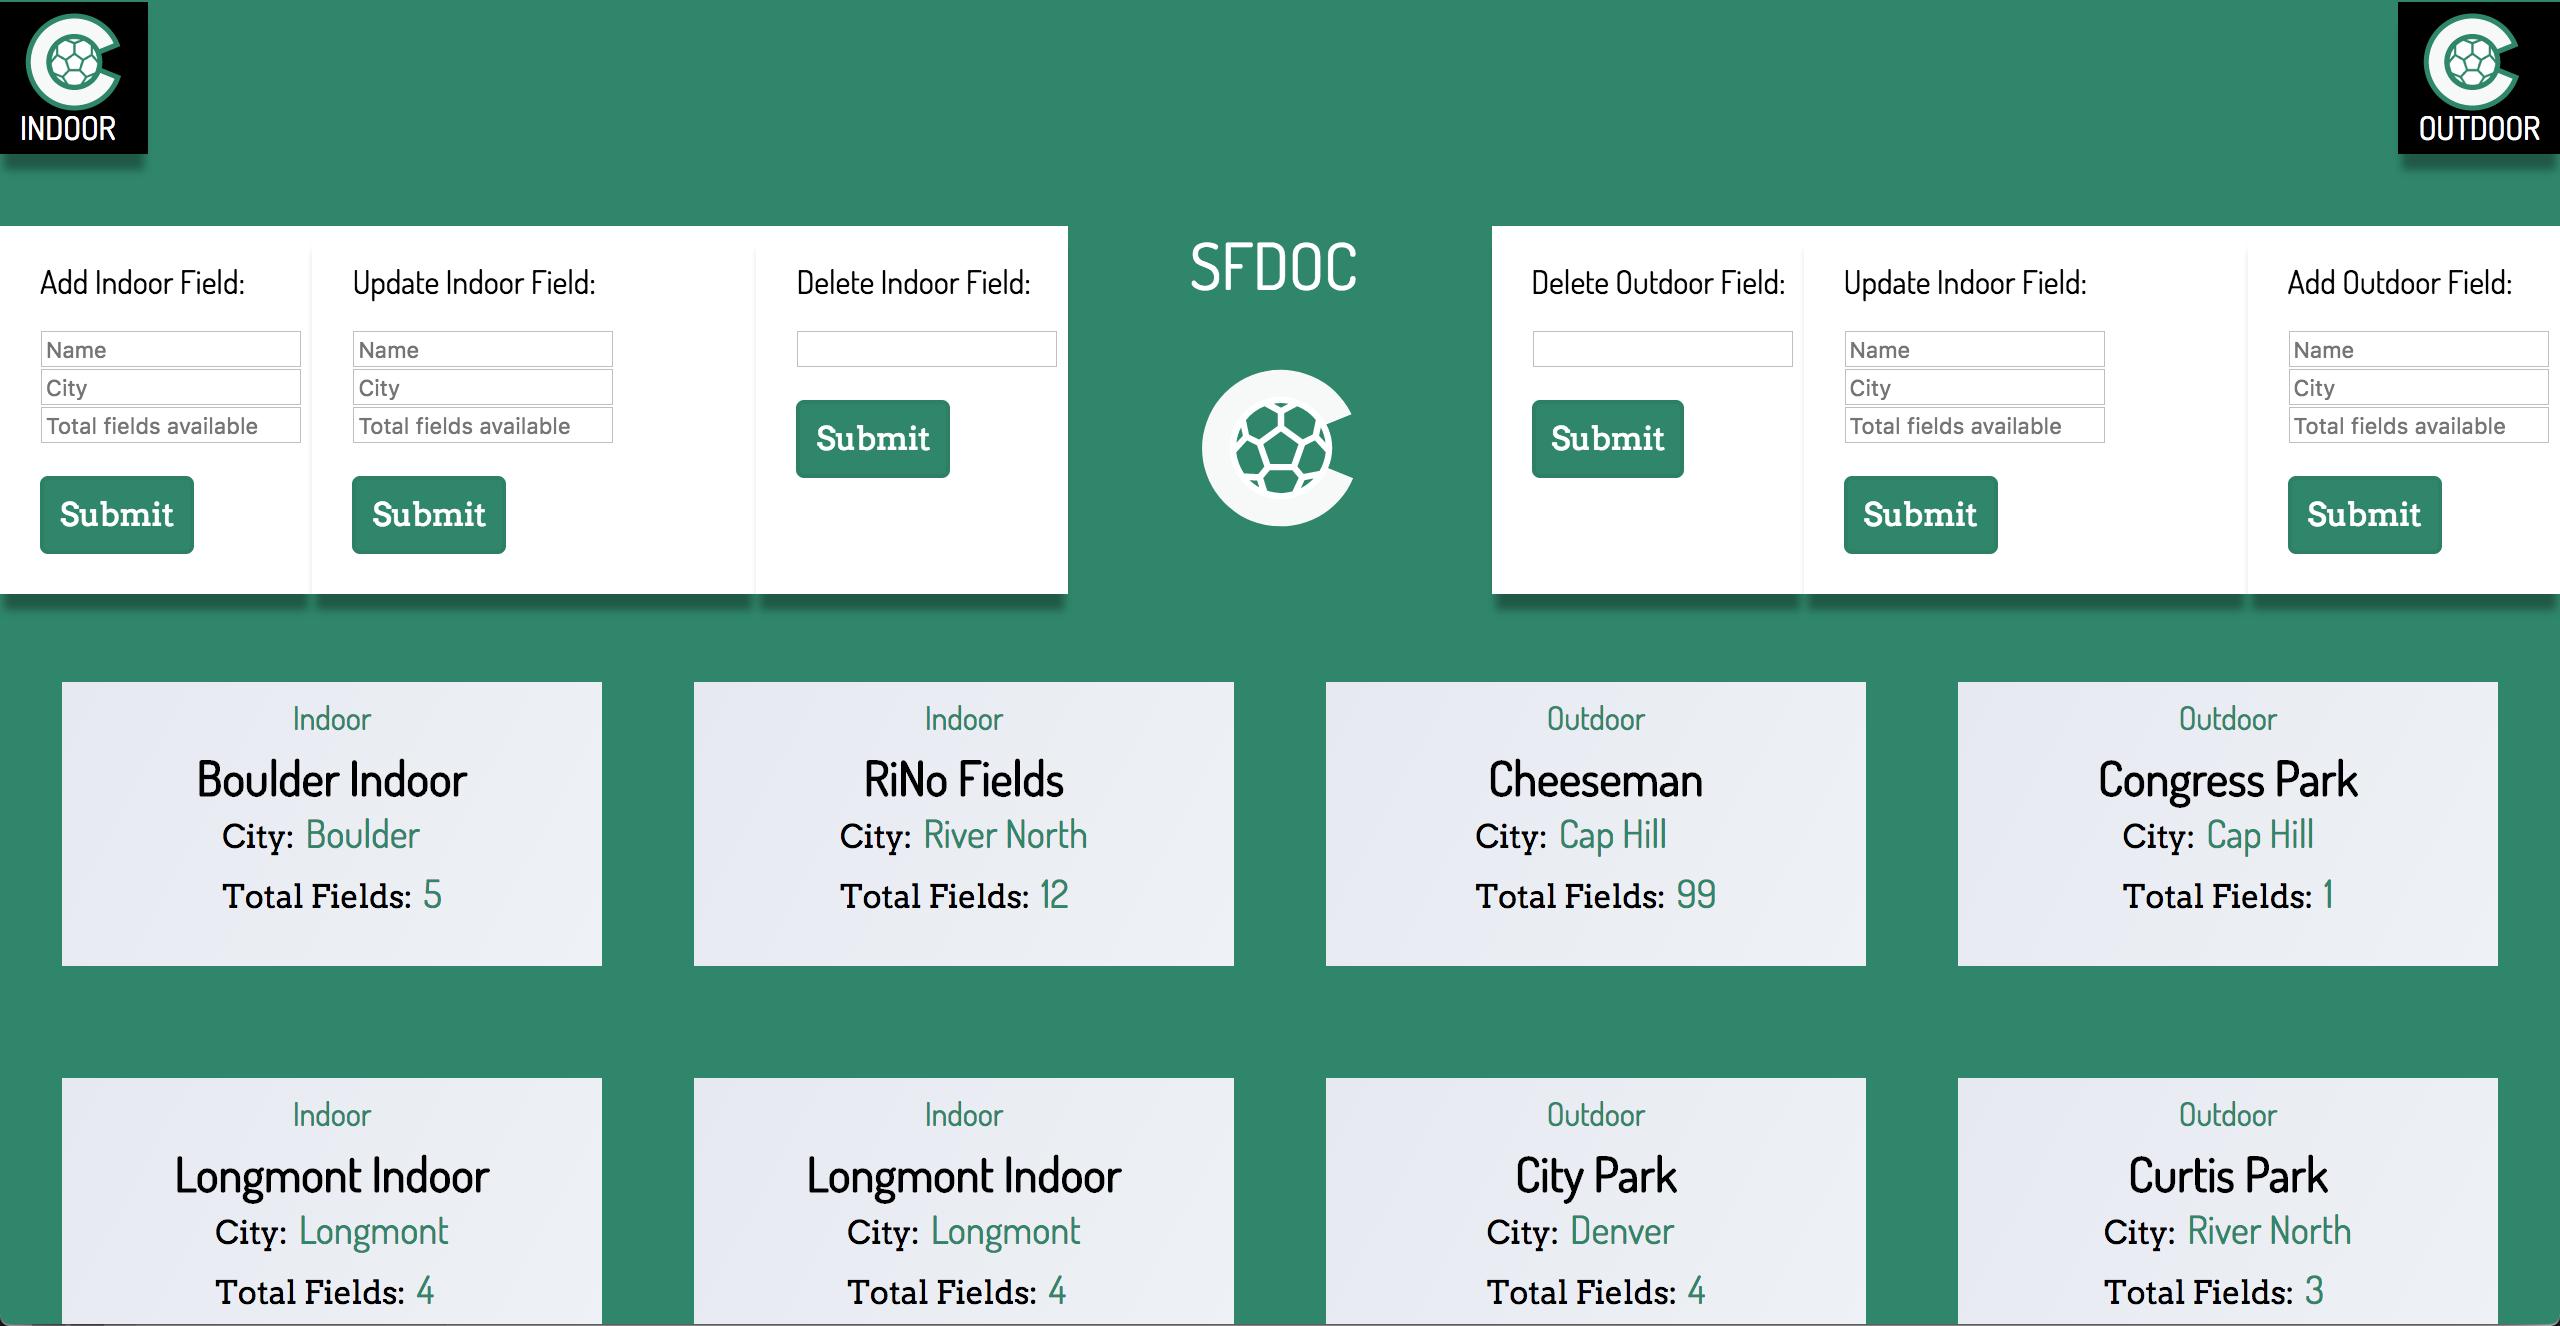 INDOOR
OUTDOOR
Add Indoor Field:
Name
City
Total fields available
Submit
Update Indoor Field:
Name
City
Total fields available
Submit
Delete Indoor Field:
Submit
SFDOC
Delete Outdoor Field:
Submit
Update Indoor Field:
Name
City
Total fields available
Submit
Add Outdoor Field:
Name
City
Total fields available
Submit
Indoor
Boulder Indoor
City: Boulder
Total Fields: 5
Indoor
RiNo Fields
City: River North
Total Fields: 12
Outdoor
Cheeseman
City: Cap Hill
Total Fields: 99
Outdoor
Congress Park
City: Cap Hill
Total Fields: 1
Indoor
Longmont Indoor
City: Longmont
Total Fields: 4
Indoor
Longmont Indoor
City: Longmont
Total Fields: 4
Outdoor
City Park
City: Denver
Total Fields: 4
Outdoor
Curtis Park
City: River North
Total Fields: 3